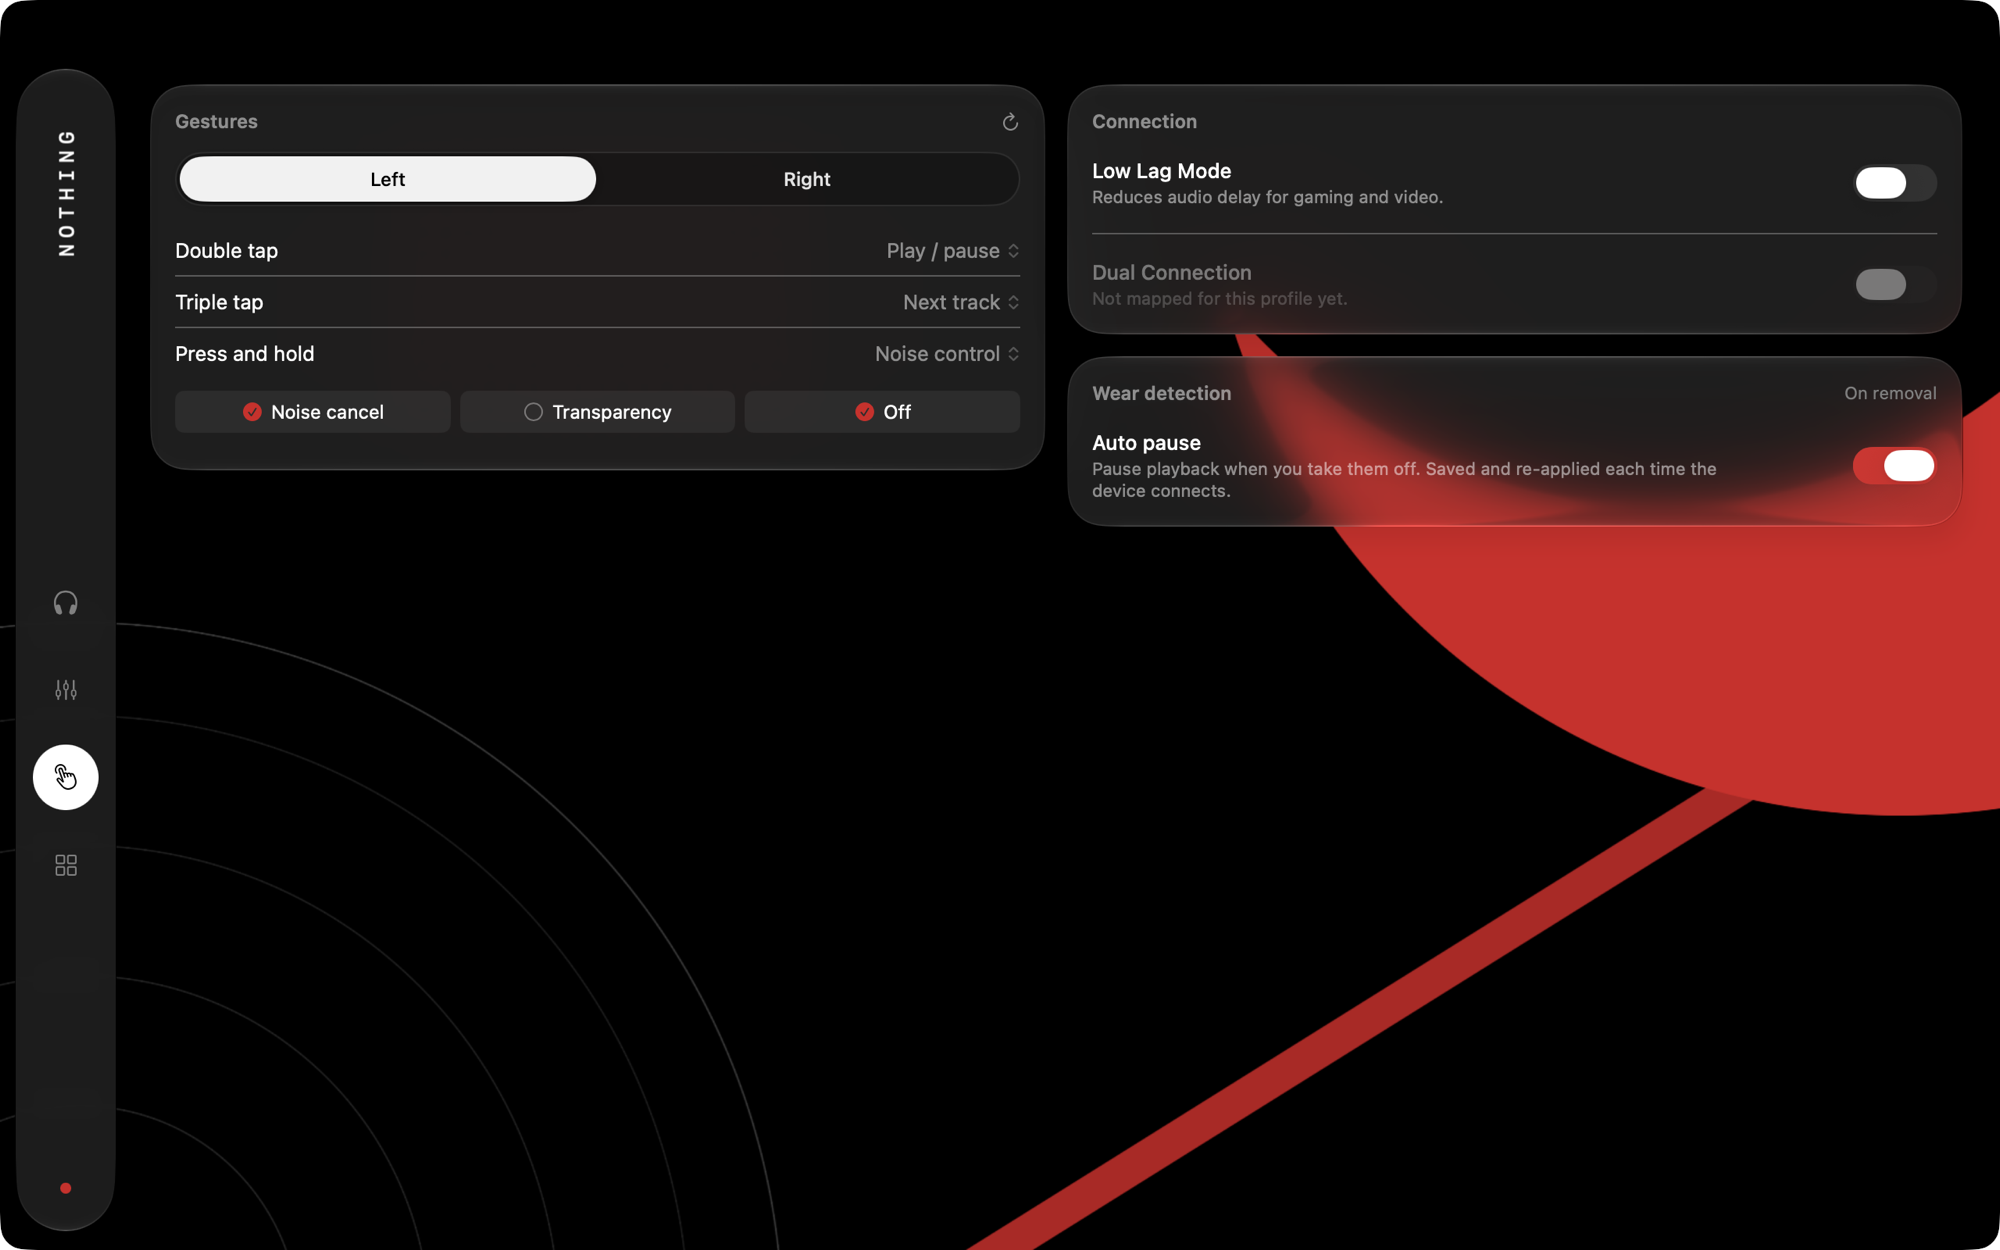 NOTHING
Gestures
Left
Right
Double tap
Play / pause
Triple tap
Next track
Press and hold
Noise control
Noise cancel
Transparency
Off
Connection
Low Lag Mode
Reduces audio delay for gaming and video.
Dual Connection
Not mapped for this profile yet.
Wear detection
On removal
Auto pause
Pause playback when you take them off. Saved and re-applied each time the
device connects.